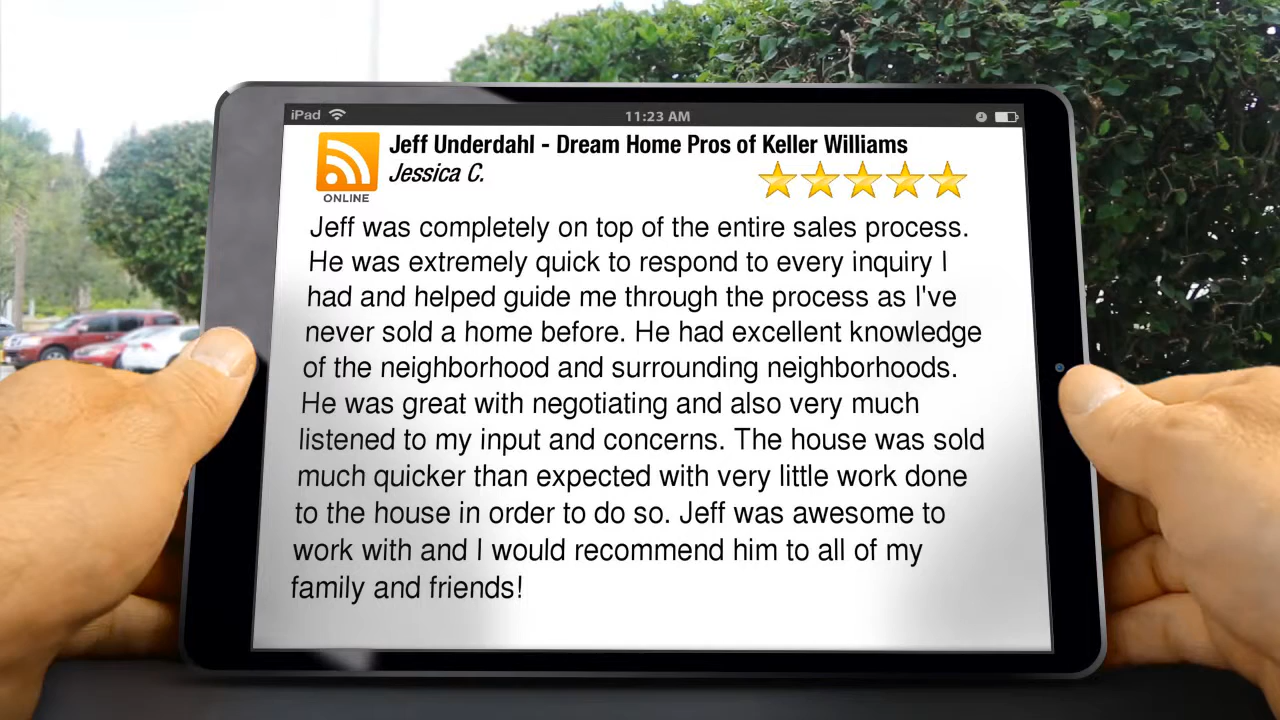 iPad
11:23 AM
Jeff Underdahl - Dream Home Pros of Keller Williams
Jessica C.
ONLINE
Jeff was completely on top of the entire sales process.
He was extremely quick to respond to every inquiry I
had and helped guide me through the process as I've
never sold a home before. He had excellent knowledge
of the neighborhood and surrounding neighborhoods.
He was great with negotiating and also very much
listened to my input and concerns. The house was sold
much quicker than expected with very little work done
to the house in order to do so. Jeff was awesome to
work with and I would recommend him to all of my
family and friends!